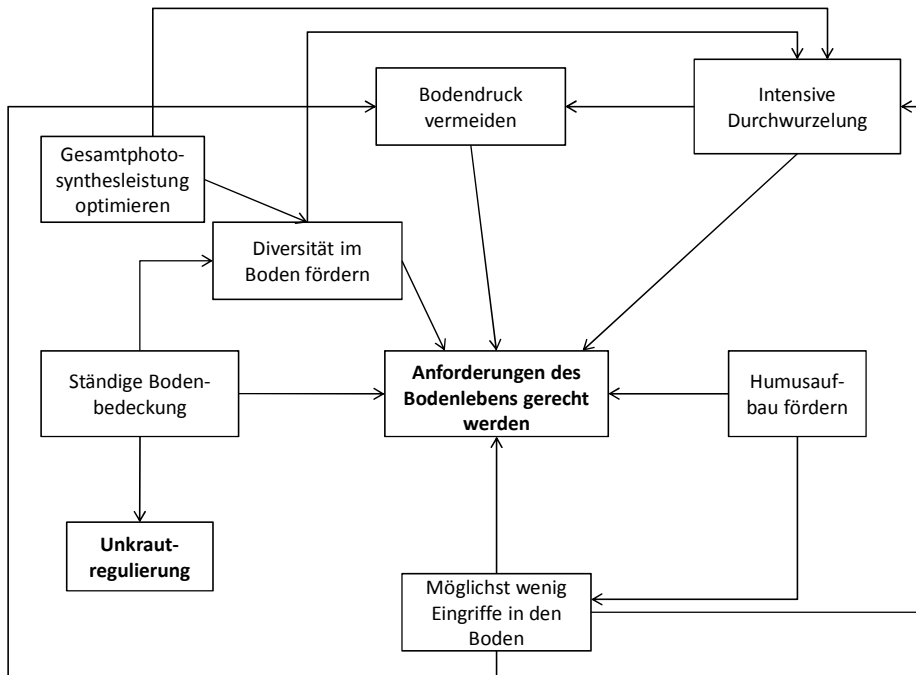 Bodendruck
vermeiden
Intensive
Durchwurzelung
Gesamtphoto-
synthesleistung
optimieren
Diversität im
Boden fördern
Ständige Boden-
bedeckung
Anforderungen des
Bodenlebens gerecht
werden
Humusauf-
bau fördern
Unkraut-
regulierung
Möglichst wenig
Eingriffe in den
Boden